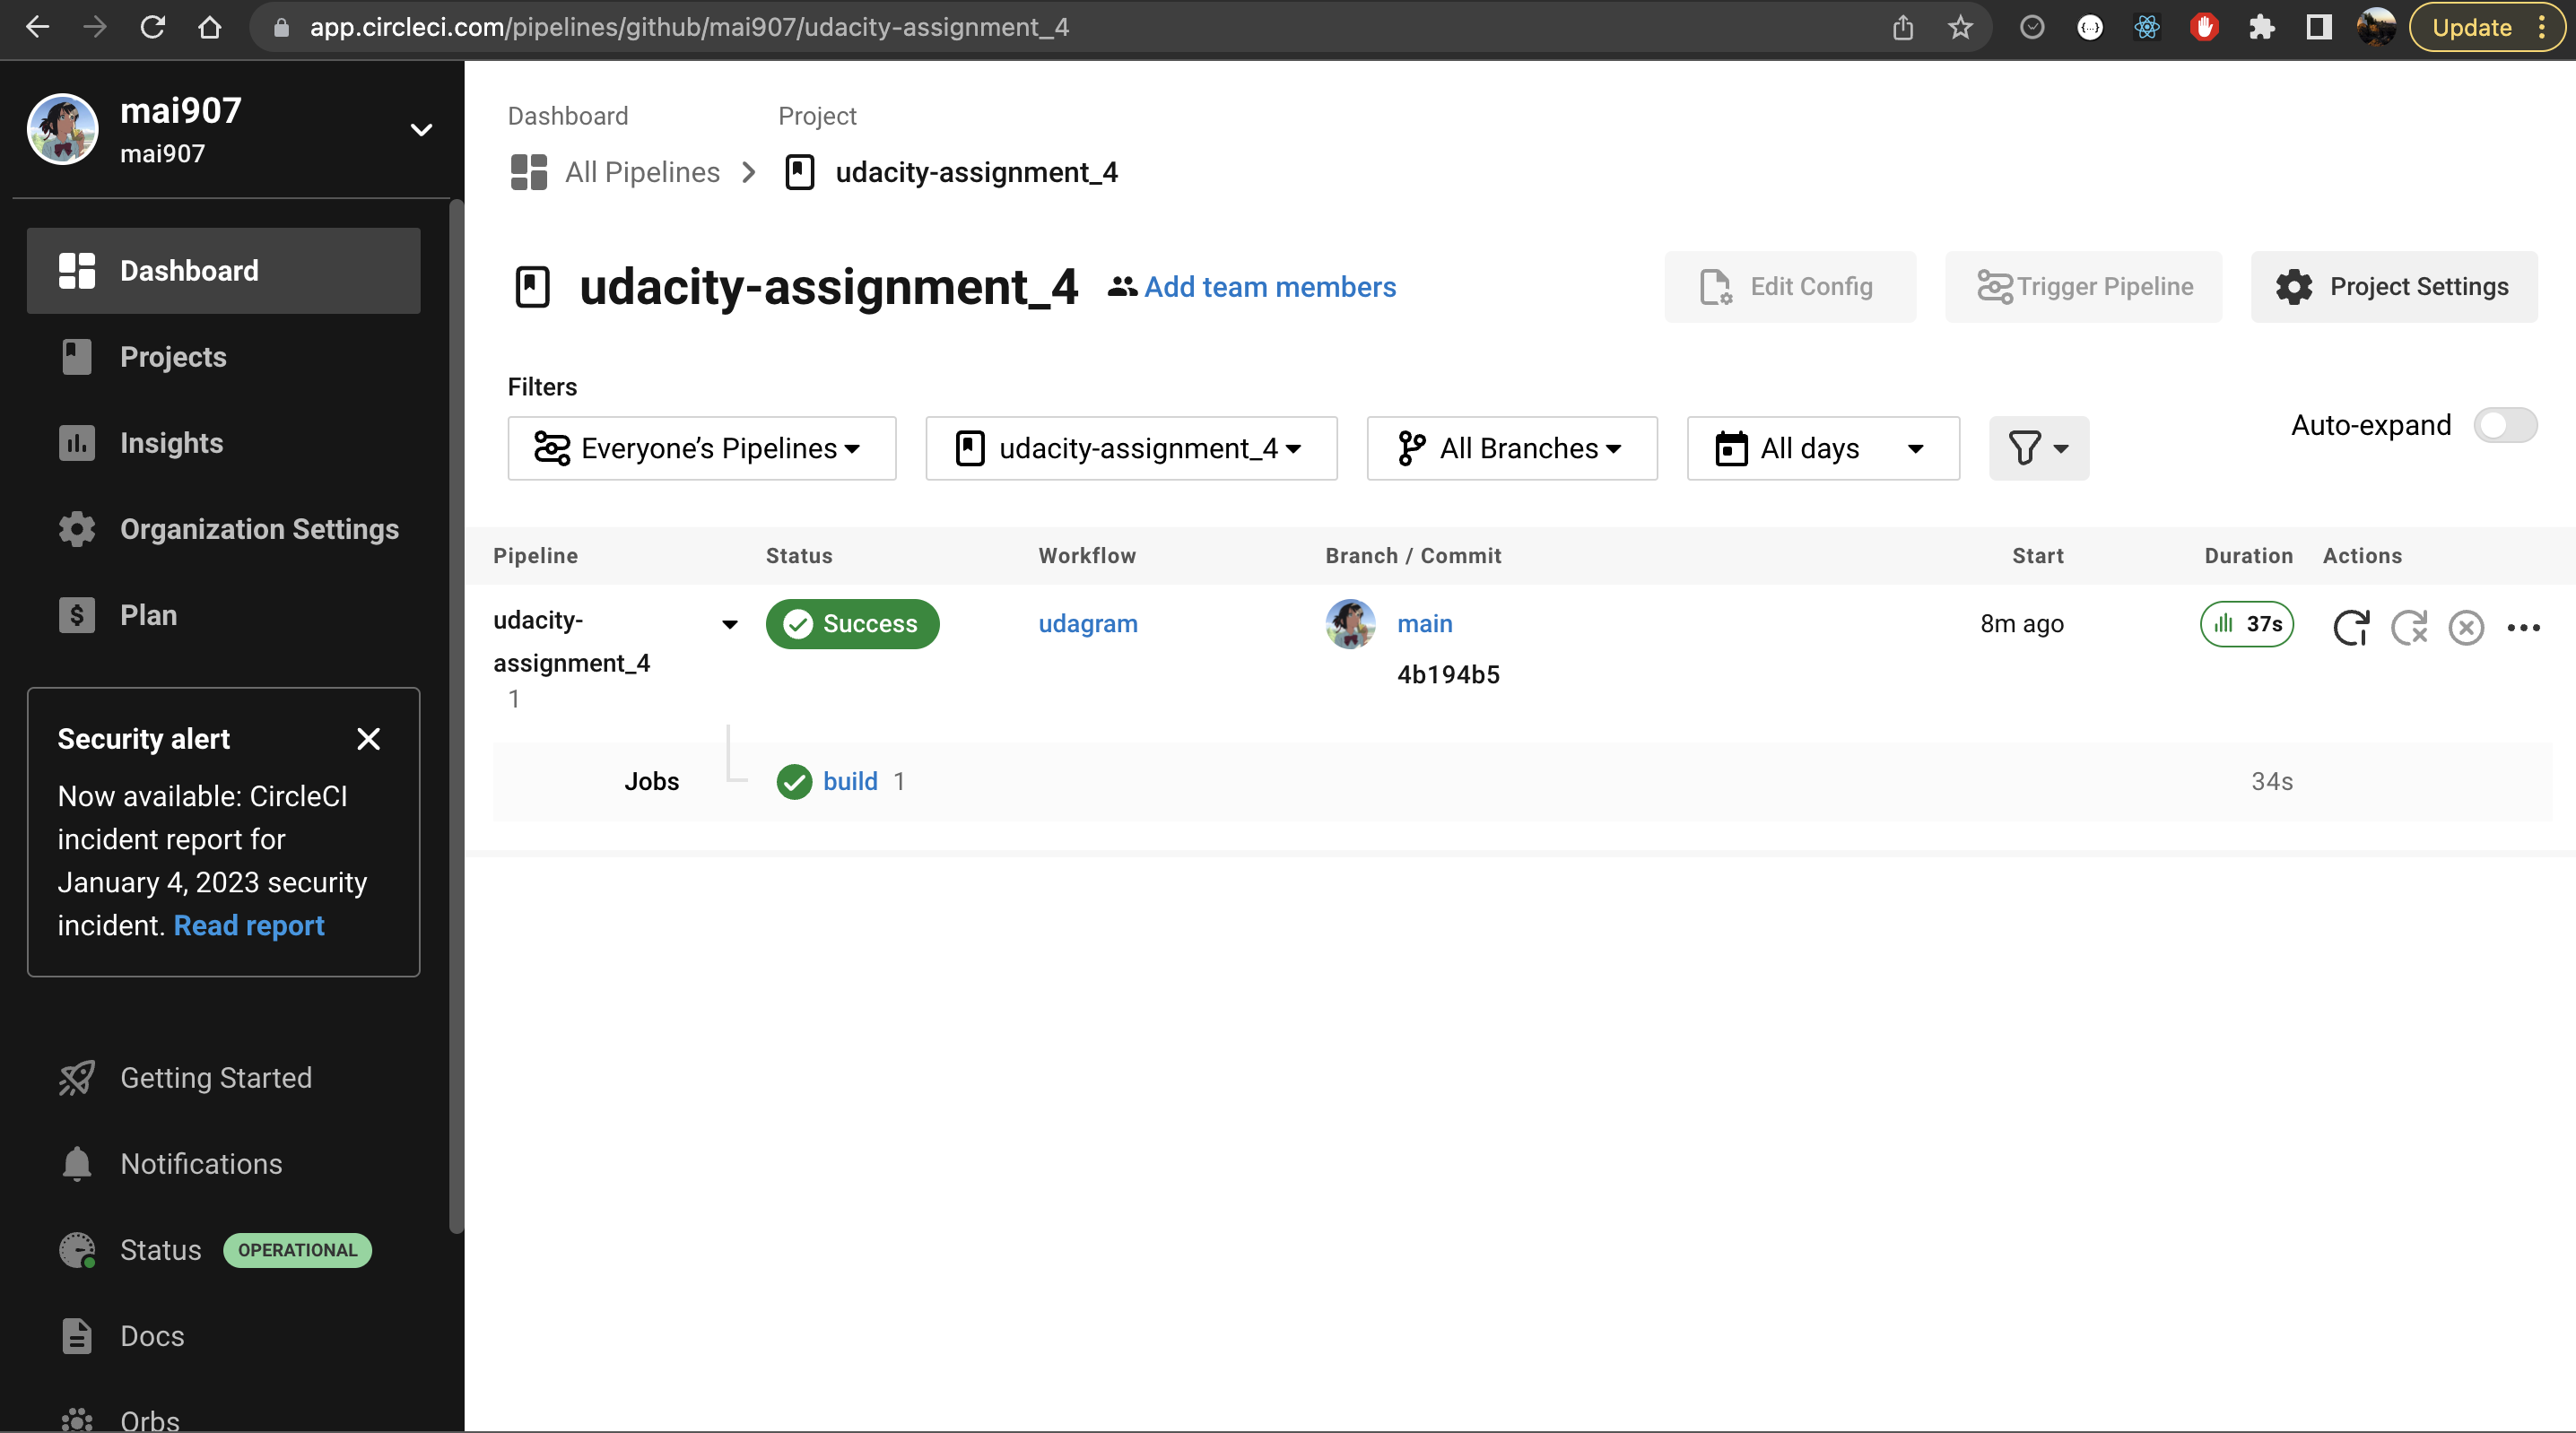 app.circleci.com/pipelines/github/mai907/udacity-assignment_4
Update
mai907
mai907
Dashboard
Projects
Insights
Organization Settings
Plan
Security alert
Now available: CircleCI
incident report for
January 4, 2023 security
incident. Read report
Getting Started
Notifications
Status OPERATIONAL
Docs
Orbs
Dashboard Project
All Pipelines udacity-assignment_4
udacity-assignment_4 Add team members
Edit Config Trigger Pipeline Project Settings
Filters
Everyone’s Pipelines udacity-assignment_4 All Branches All days
Auto-expand
Pipeline Status Workflow Branch / Commit Start Duration Actions
udacity-
assignment_4
1
Success udagram main 8m ago 37s
4b194b5
Jobs build 1 34s